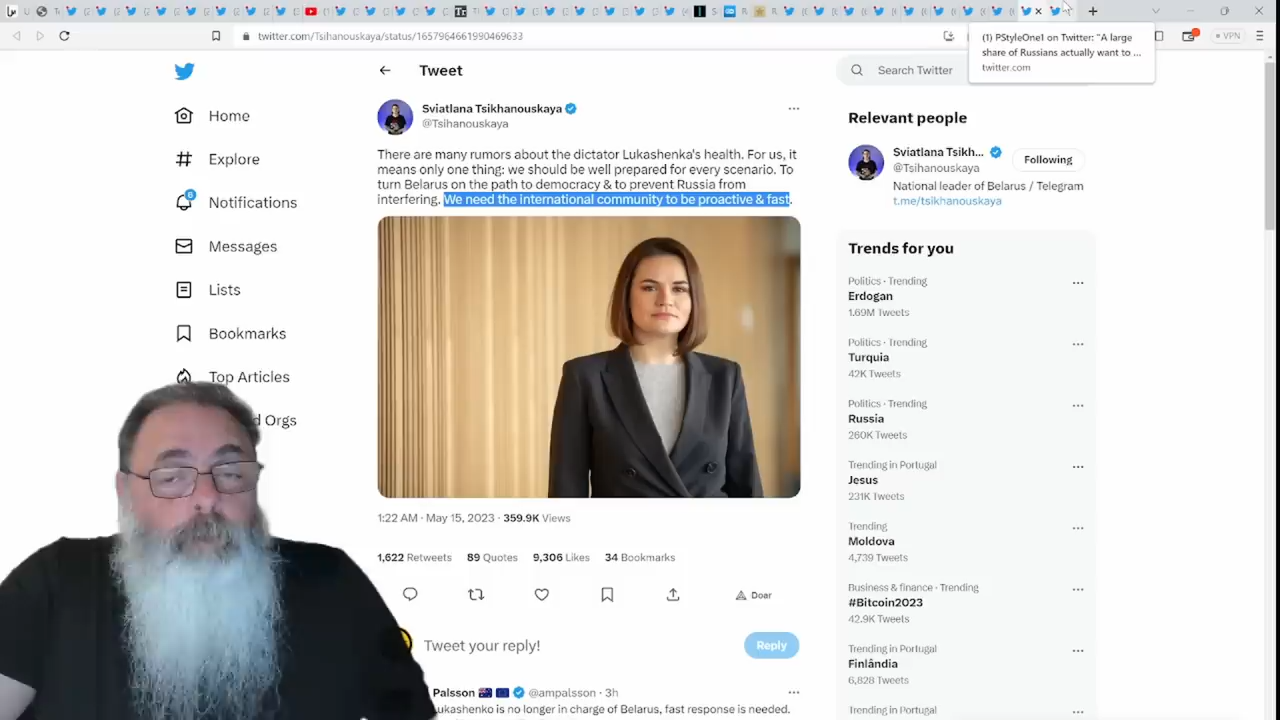 twitter.com/Tsihanouskaya/status/1657964661990469633
VPN
(1) PStyleOne1 on Twitter: "A large
share of Russians actually want to ...
twitter.com
Tweet
Search Twitter
Home
Explore
6
Notifications
Messages
Lists
Bookmarks
Top Articles
Orgs
Sviatlana Tsikhanouskaya
@Tsihanouskaya
There are many rumors about the dictator Lukashenka's health. For us, it
means only one thing: we should be well prepared for every scenario. To
turn Belarus on the path to democracy & to prevent Russia from
interfering. We need the international community to be proactive & fast.
1:22 AM · May 15, 2023 · 359.9K Views
1,622 Retweets 89 Quotes 9,306 Likes 34 Bookmarks
Doar
Tweet your reply!
Reply
Palsson @ampalsson · 3h
ukashenko is no longer in charge of Belarus, fast response is needed.
Relevant people
Sviatlana Tsikh...
@Tsihanouskaya
Following
National leader of Belarus / Telegram
t.me/tsikhanouskaya
Trends for you
Politics · Trending
Erdogan
1.69M Tweets
Politics · Trending
Turquia
42K Tweets
Politics · Trending
Russia
260K Tweets
Trending in Portugal
Jesus
231K Tweets
Trending
Moldova
4,739 Tweets
Business & finance · Trending
#Bitcoin2023
42.9K Tweets
Trending in Portugal
Finlândia
6,828 Tweets
Trending in Portugal